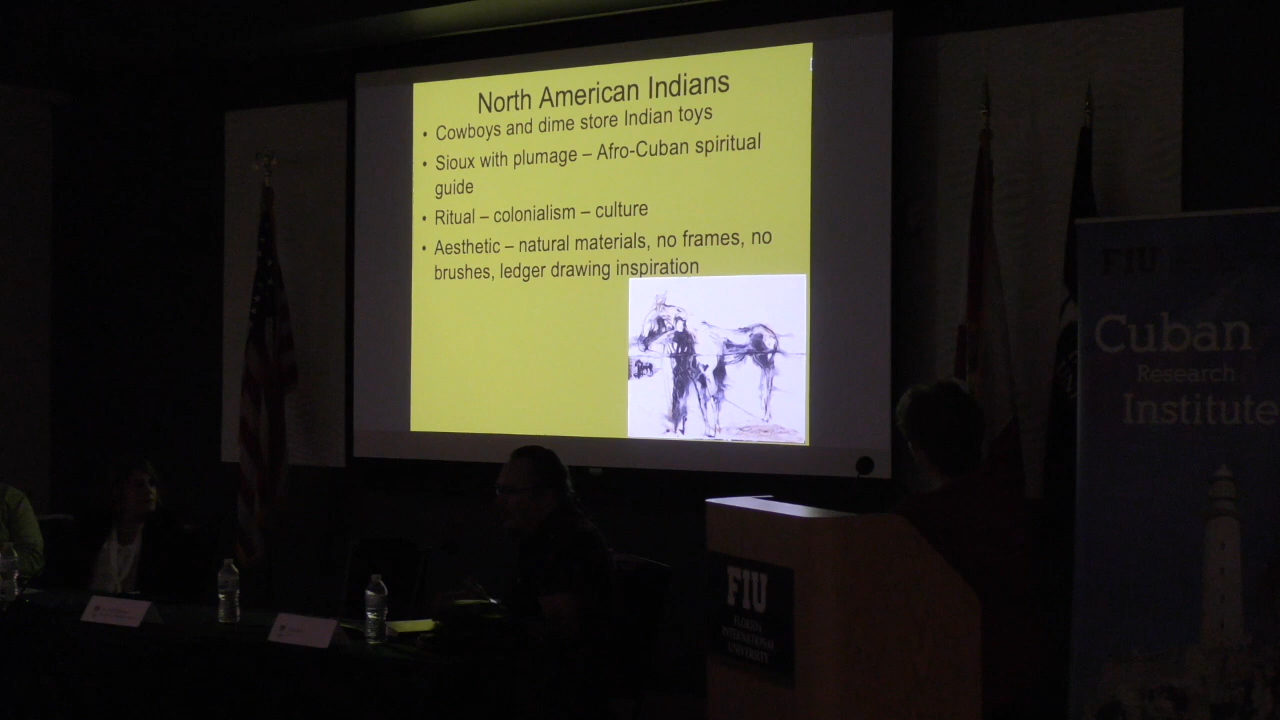 North American Indians
• Cowboys and dime store Indian toys
• Sioux with plumage – Afro-Cuban spiritual
guide
• Ritual – colonialism – culture
• Aesthetic – natural materials, no frames, no
brushes, ledger drawing inspiration
FIU
Cuban
Research
Institute
FIU
FLORIDA
INTERNATIONAL
UNIVERSITY